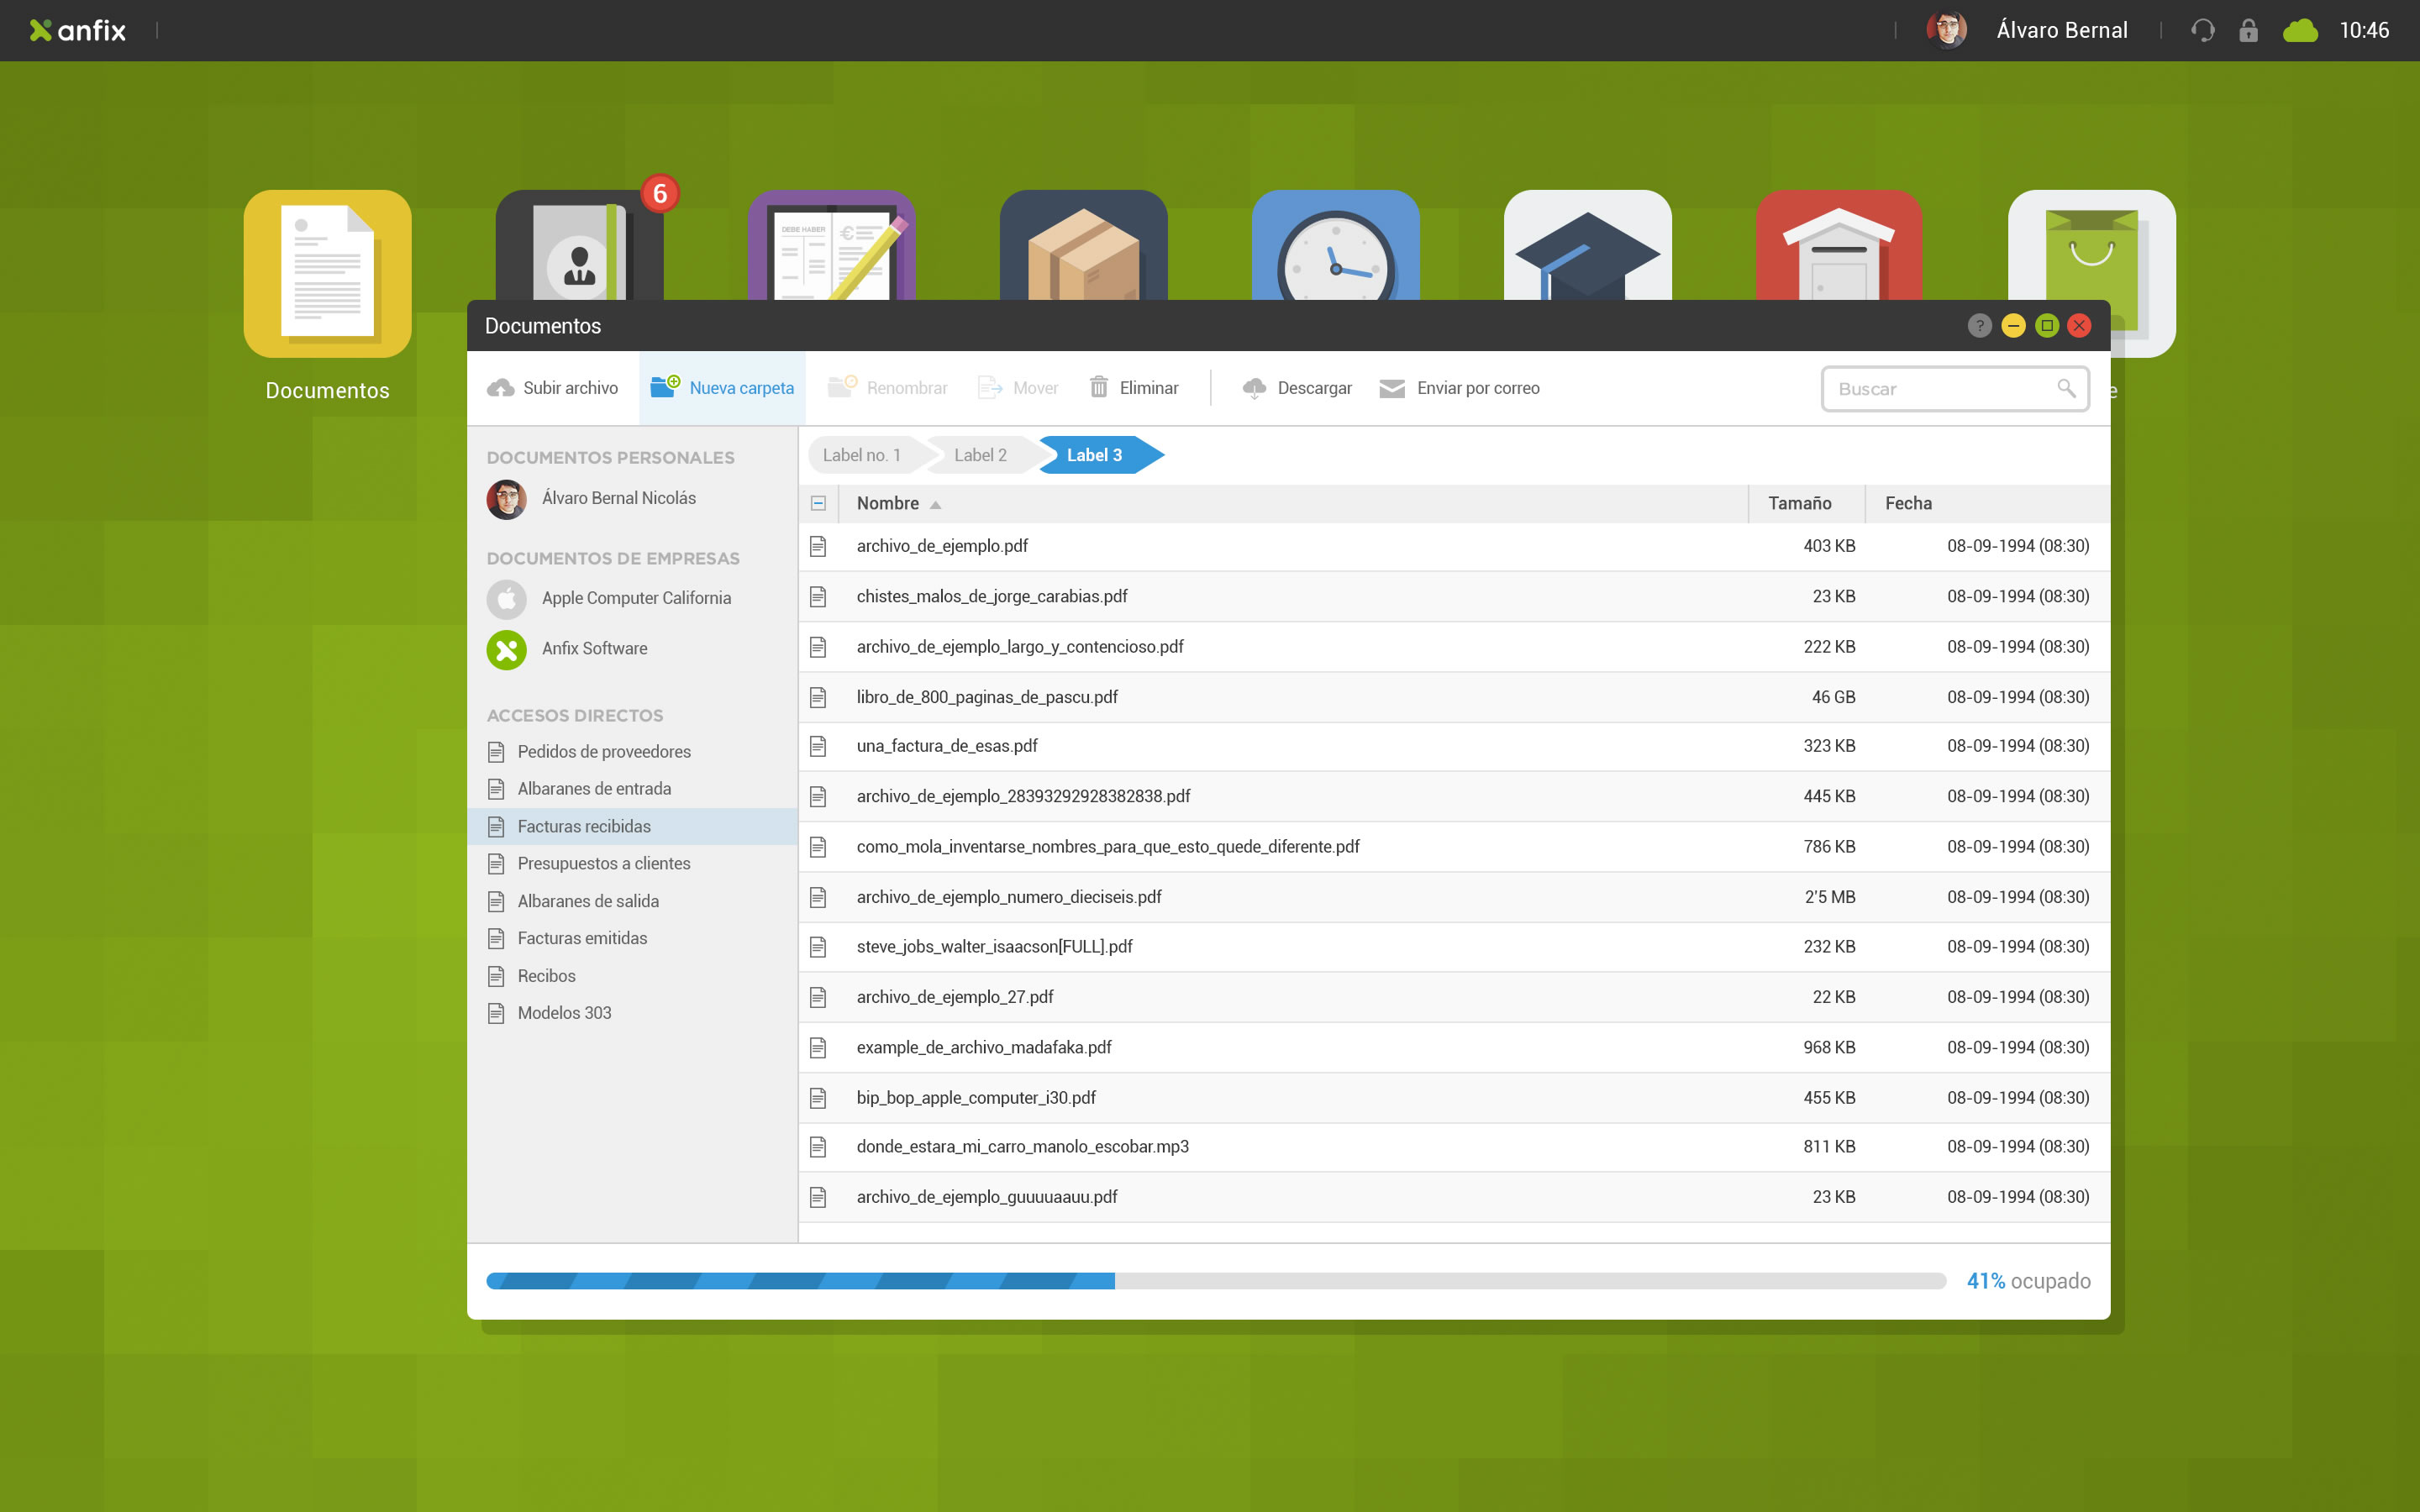 anfix
Álvaro Bernal
10:46
6
DEBE HABER
€
Documentos
Documentos
?
Subir archivo
Nueva carpeta
Renombrar
Mover
Eliminar
Descargar
Enviar por correo
Buscar
e
DOCUMENTOS PERSONALES
Álvaro Bernal Nicolás
DOCUMENTOS DE EMPRESAS
Apple Computer California
Anfix Software
ACCESOS DIRECTOS
Pedidos de proveedores
Albaranes de entrada
Facturas recibidas
Presupuestos a clientes
Albaranes de salida
Facturas emitidas
Recibos
Modelos 303
Label no. 1
Label 2
Label 3
Nombre Tamaño Fecha
archivo_de_ejemplo.pdf 403 KB 08-09-1994 (08:30)
chistes_malos_de_jorge_carabias.pdf 23 KB 08-09-1994 (08:30)
archivo_de_ejemplo_largo_y_contencioso.pdf 222 KB 08-09-1994 (08:30)
libro_de_800_paginas_de_pascu.pdf 46 GB 08-09-1994 (08:30)
una_factura_de_esas.pdf 323 KB 08-09-1994 (08:30)
archivo_de_ejemplo_28393292928382838.pdf 445 KB 08-09-1994 (08:30)
como_mola_inventarse_nombres_para_que_esto_quede_diferente.pdf 786 KB 08-09-1994 (08:30)
archivo_de_ejemplo_numero_dieciseis.pdf 2'5 MB 08-09-1994 (08:30)
steve_jobs_walter_isaacson[FULL].pdf 232 KB 08-09-1994 (08:30)
archivo_de_ejemplo_27.pdf 22 KB 08-09-1994 (08:30)
example_de_archivo_madafaka.pdf 968 KB 08-09-1994 (08:30)
bip_bop_apple_computer_i30.pdf 455 KB 08-09-1994 (08:30)
donde_estara_mi_carro_manolo_escobar.mp3 811 KB 08-09-1994 (08:30)
archivo_de_ejemplo_guuuuaauu.pdf 23 KB 08-09-1994 (08:30)
41% ocupado